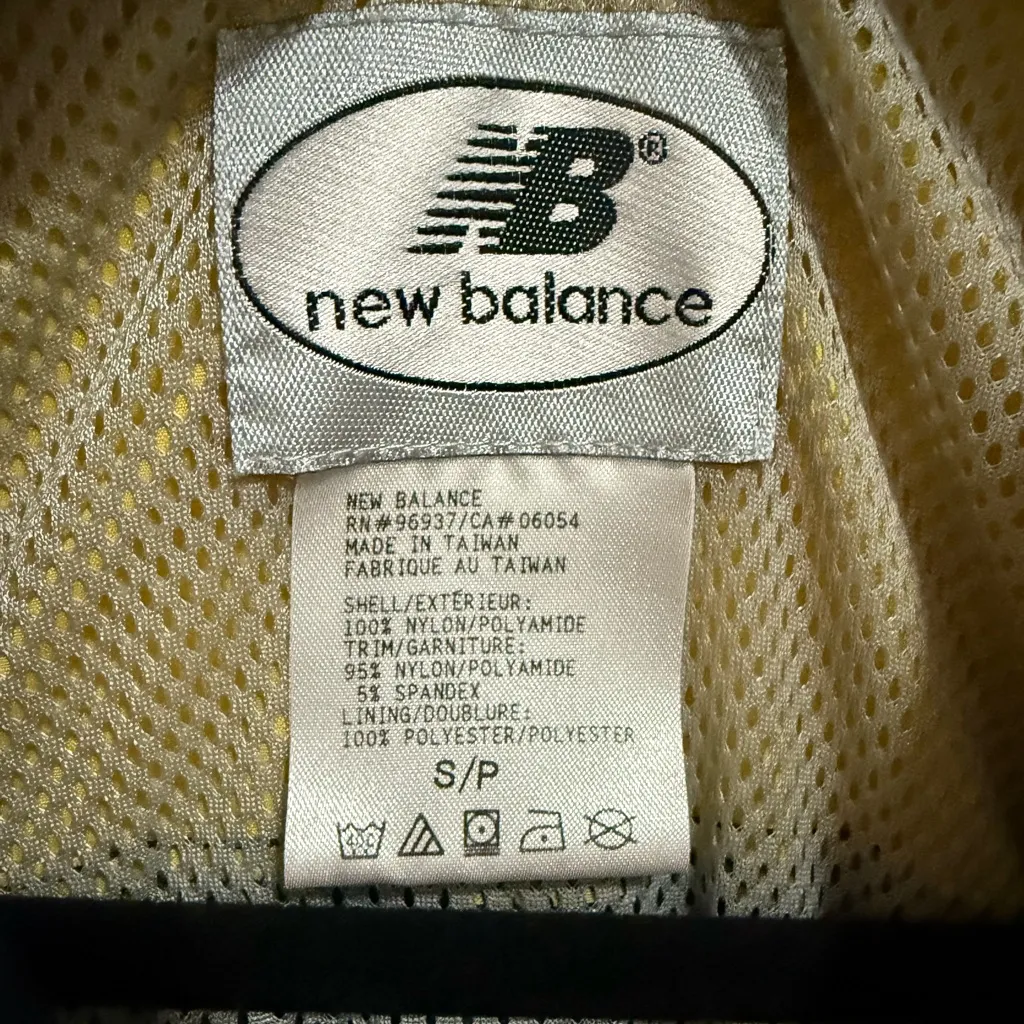 NB®
new balance
NEW BALANCE
RN#96937/CA#06054
MADE IN TAIWAN
FABRIQUE AU TAIWAN
SHELL/EXTÉRIEUR:
100% NYLON/POLYAMIDE
TRIM/GARNITURE:
95% NYLON/POLYAMIDE
5% SPANDEX
LINING/DOUBLURE:
100% POLYESTER/POLYESTER
S/P